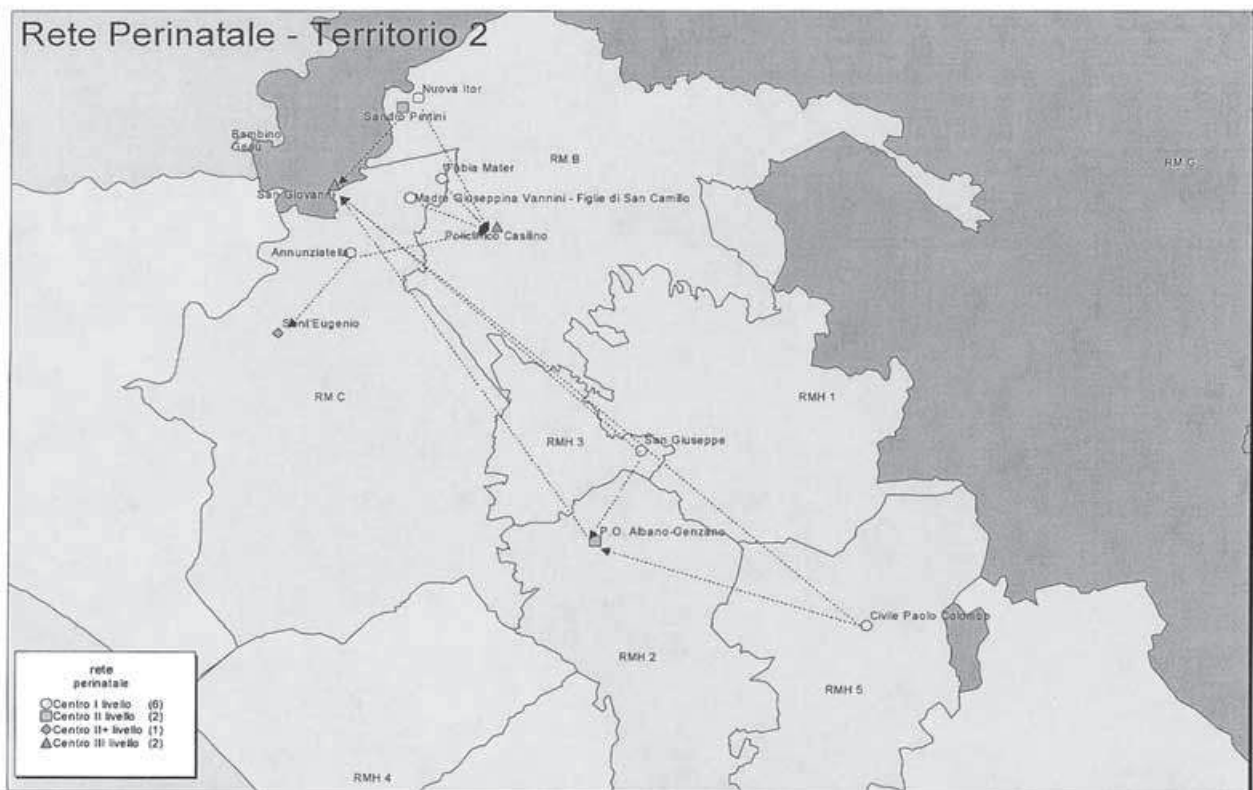 Rete Perinatale - Territorio 2
Nuova Itor
Sandro Pertini
Bambino
Gesù
Fabia Mater
RM B
RM G
San Giovanni
Madre Giuseppina Vannini - Figlie di San Camillo
Policlinico Casilino
Annunziatella
Sant'Eugenio
RM C
RMH 1
RMH 3
San Giuseppe
P.O. Albano-Genzano
Civile Paolo Colombo
RMH 2
RMH 5
RMH 4
rete
perinatale
Centro I livello (6)
Centro II livello (2)
Centro II+ livello (1)
Centro III livello (2)